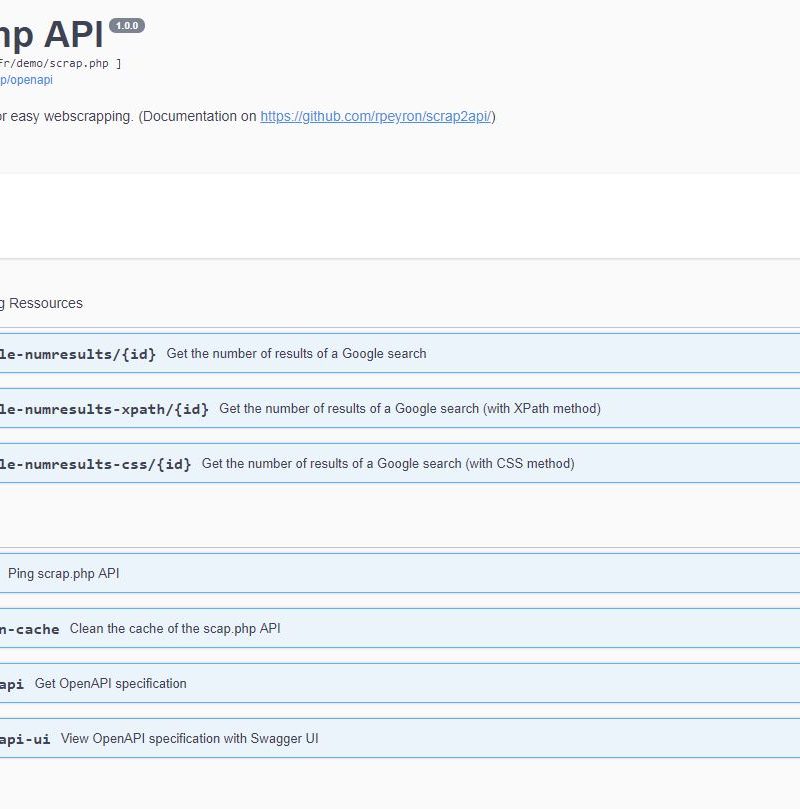 hp API 1.0.0
fr/demo/scrap.php ]
p/openapi
or easy webscrapping. (Documentation on https://github.com/rpeyron/scrap2api/)
g Ressources
le-numresults/{id} Get the number of results of a Google search
le-numresults-xpath/{id} Get the number of results of a Google search (with XPath method)
le-numresults-css/{id} Get the number of results of a Google search (with CSS method)
Ping scrap.php API
n-cache Clean the cache of the scap.php API
api Get OpenAPI specification
api-ui View OpenAPI specification with Swagger UI